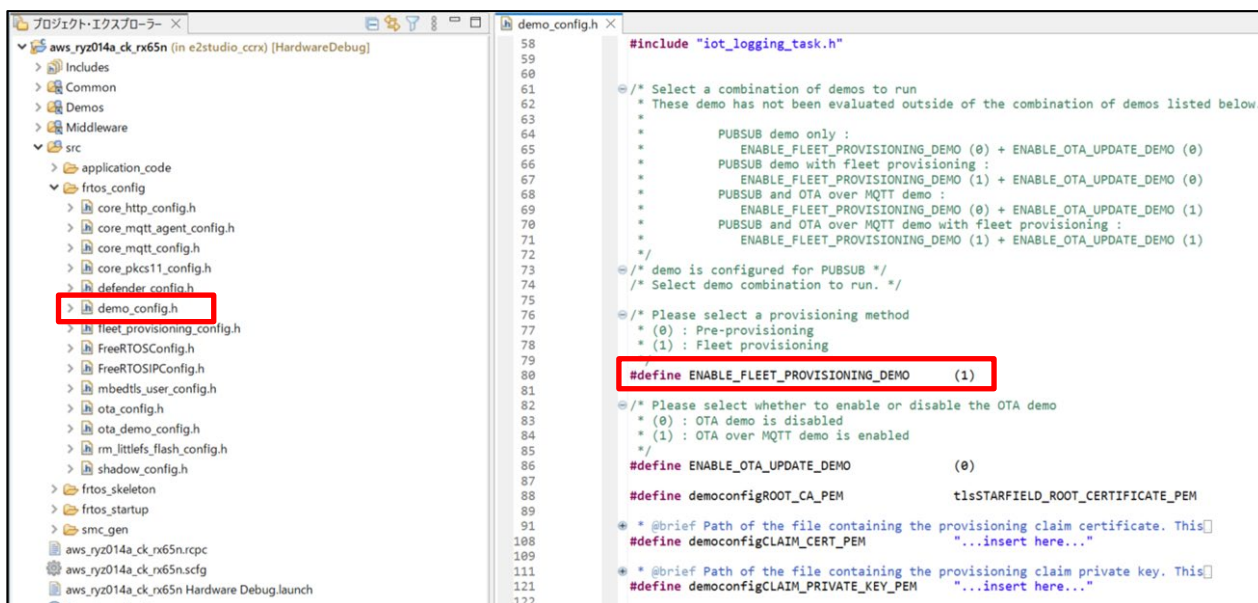 プロジェクト・エクスプローラー
aws_ryz014a_ck_rx65n (in e2studio_ccrx) [HardwareDebug]
Includes
Common
Demos
Middleware
src
application_code
frtos_config
core_http_config.h
core_mqtt_agent_config.h
core_mqtt_config.h
core_pkcs11_config.h
defender_config.h
demo_config.h
fleet_provisioning_config.h
FreeRTOSConfig.h
FreeRTOSIPConfig.h
mbedtls_user_config.h
ota_config.h
ota_demo_config.h
rm_littlefs_flash_config.h
shadow_config.h
frtos_skeleton
frtos_startup
smc_gen
aws_ryz014a_ck_rx65n.rcpc
aws_ryz014a_ck_rx65n.scfg
aws_ryz014a_ck_rx65n Hardware Debug.launch
demo_config.h
58 #include "iot_logging_task.h"
59
60
61 /* Select a combination of demos to run
62 * These demo has not been evaluated outside of the combination of demos listed below.
63 *
64 * PUBSUB demo only :
65 * ENABLE_FLEET_PROVISIONING_DEMO (0) + ENABLE_OTA_UPDATE_DEMO (0)
66 * PUBSUB demo with fleet provisioning :
67 * ENABLE_FLEET_PROVISIONING_DEMO (1) + ENABLE_OTA_UPDATE_DEMO (0)
68 * PUBSUB and OTA over MQTT demo :
69 * ENABLE_FLEET_PROVISIONING_DEMO (0) + ENABLE_OTA_UPDATE_DEMO (1)
70 * PUBSUB and OTA over MQTT demo with fleet provisioning :
71 * ENABLE_FLEET_PROVISIONING_DEMO (1) + ENABLE_OTA_UPDATE_DEMO (1)
72 */
73 /* demo is configured for PUBSUB */
74 /* Select demo combination to run. */
75
76 /* Please select a provisioning method
77 * (0) : Pre-provisioning
78 * (1) : Fleet provisioning
79 */
80 #define ENABLE_FLEET_PROVISIONING_DEMO (1)
81
82 /* Please select whether to enable or disable the OTA demo
83 * (0) : OTA demo is disabled
84 * (1) : OTA over MQTT demo is enabled
85 */
86 #define ENABLE_OTA_UPDATE_DEMO (0)
87
88 #define democonfigROOT_CA_PEM tlsSTARFIELD_ROOT_CERTIFICATE_PEM
89
91 * @brief Path of the file containing the provisioning claim certificate. This
108 #define democonfigCLAIM_CERT_PEM "...insert here..."
109
111 * @brief Path of the file containing the provisioning claim private key. This
121 #define democonfigCLAIM_PRIVATE_KEY_PEM "...insert here..."
122